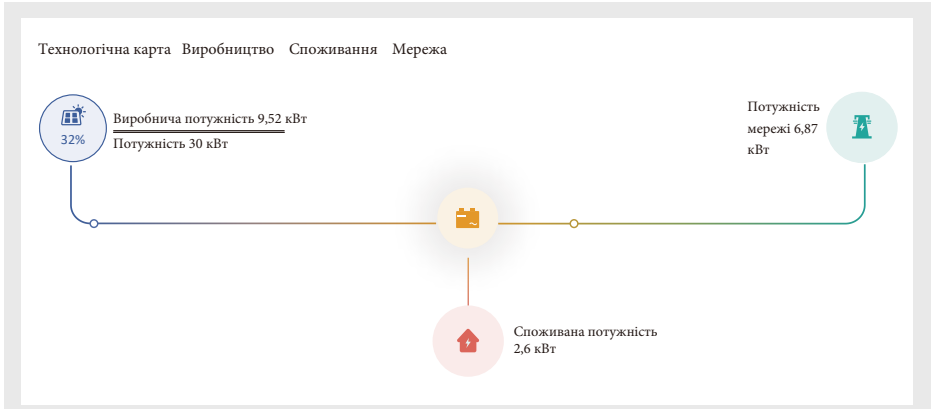 Технологічна карта Виробництво Споживання Мережа
32%
Виробнича потужність 9,52 кВт
Потужність 30 кВт
Потужність
мережі 6,87
кВт
Споживана потужність
2,6 кВт